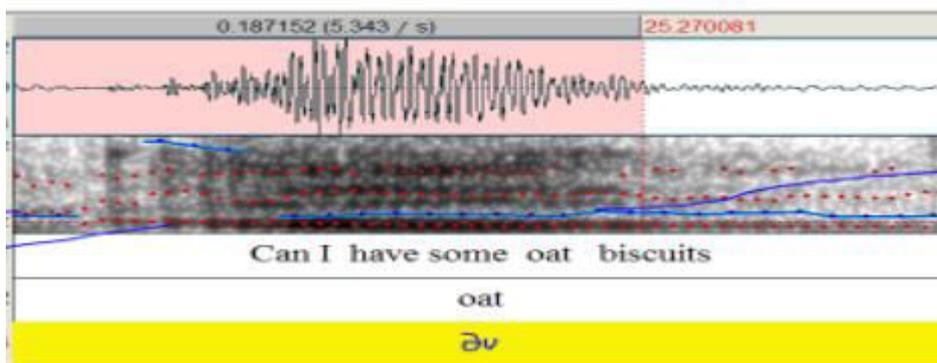 0.187152 (5.343 / s) 25.270081
Can I have some oat biscuits
oat
əʊ